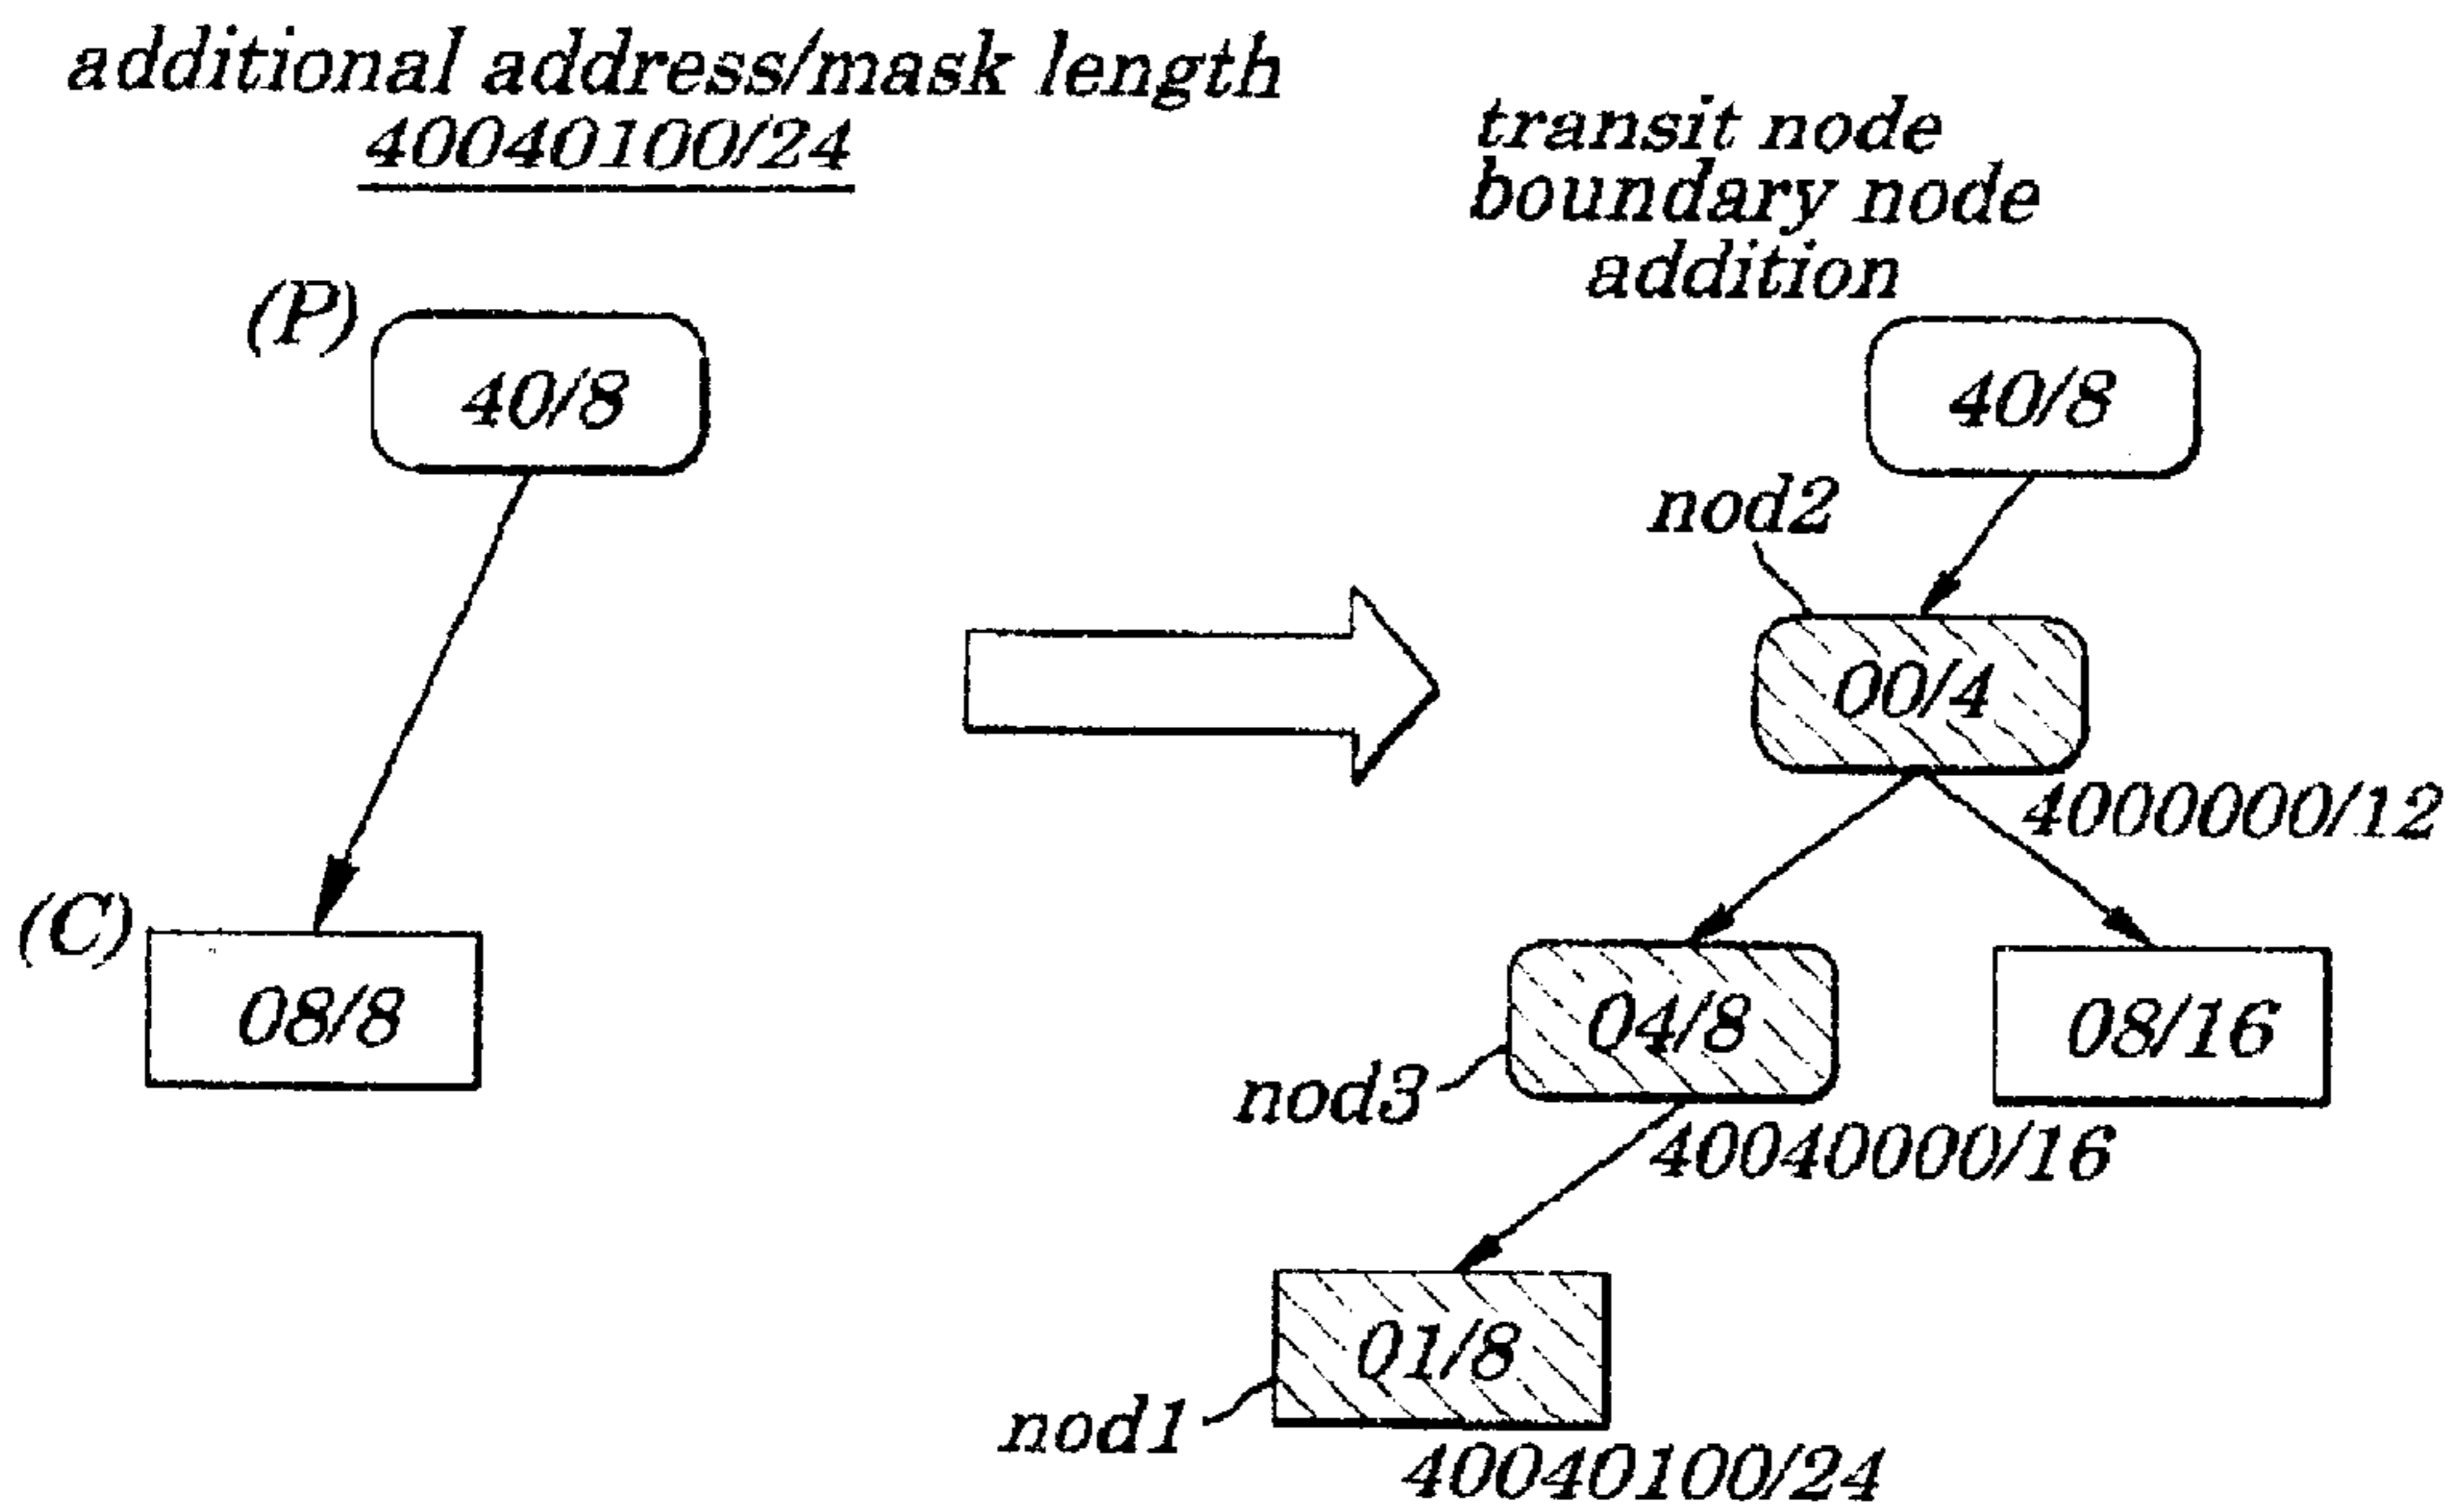 additional address/mask length
40040100/24
transit node
boundary node
addition
(P)
40/8
40/8
nod2
00/4
4000000/12
(C)
08/8
04/8
08/16
nod3
40040000/16
01/8
nod1
40040100/24